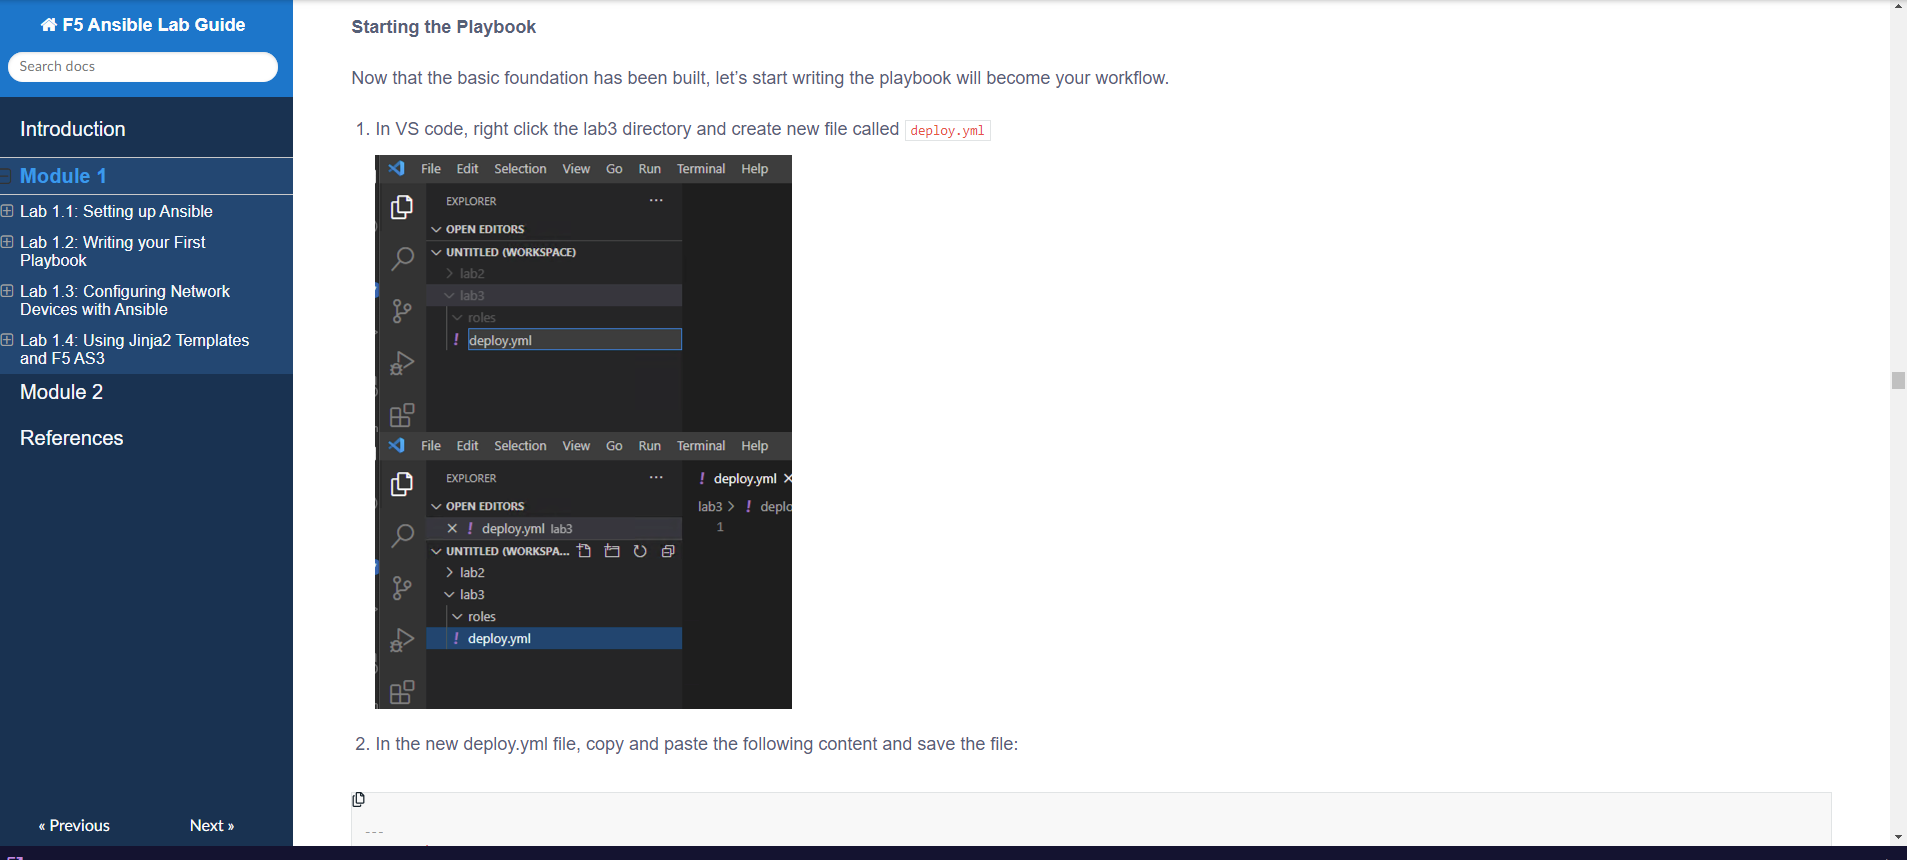 F5 Ansible Lab Guide
Search docs
Introduction
Module 1
Lab 1.1: Setting up Ansible
Lab 1.2: Writing your First
Playbook
Lab 1.3: Configuring Network
Devices with Ansible
Lab 1.4: Using Jinja2 Templates
and F5 AS3
Module 2
References
« Previous
Next »
Starting the Playbook
Now that the basic foundation has been built, let’s start writing the playbook will become your workflow.
1. In VS code, right click the lab3 directory and create new file called deploy.yml
File Edit Selection View Go Run Terminal Help
EXPLORER ...
OPEN EDITORS
UNTITLED (WORKSPACE)
> lab2
lab3
roles
! deploy.yml
File Edit Selection View Go Run Terminal Help
EXPLORER ...
! deploy.yml ×
OPEN EDITORS
lab3 > ! deplo
× ! deploy.yml lab3
1
UNTITLED (WORKSPA...
> lab2
lab3
roles
! deploy.yml
2. In the new deploy.yml file, copy and paste the following content and save the file:
---